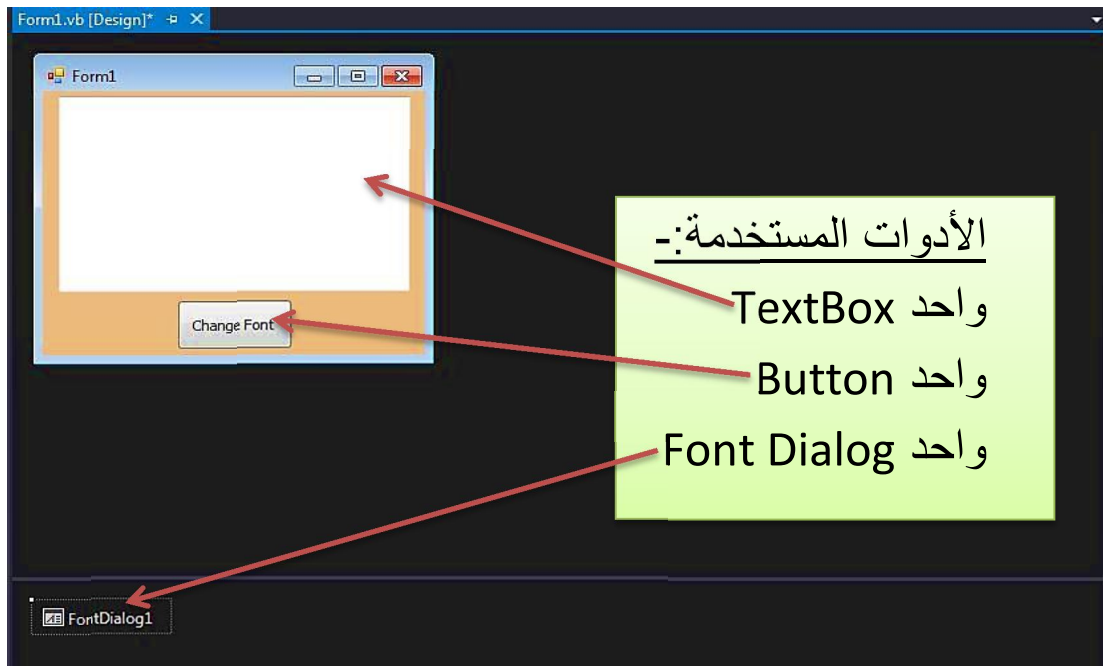 Form1.vb [Design]*
Form1
Change Font
الأدوات المستخدمة:-
واحد TextBox
واحد Button
واحد Font Dialog
FontDialog1